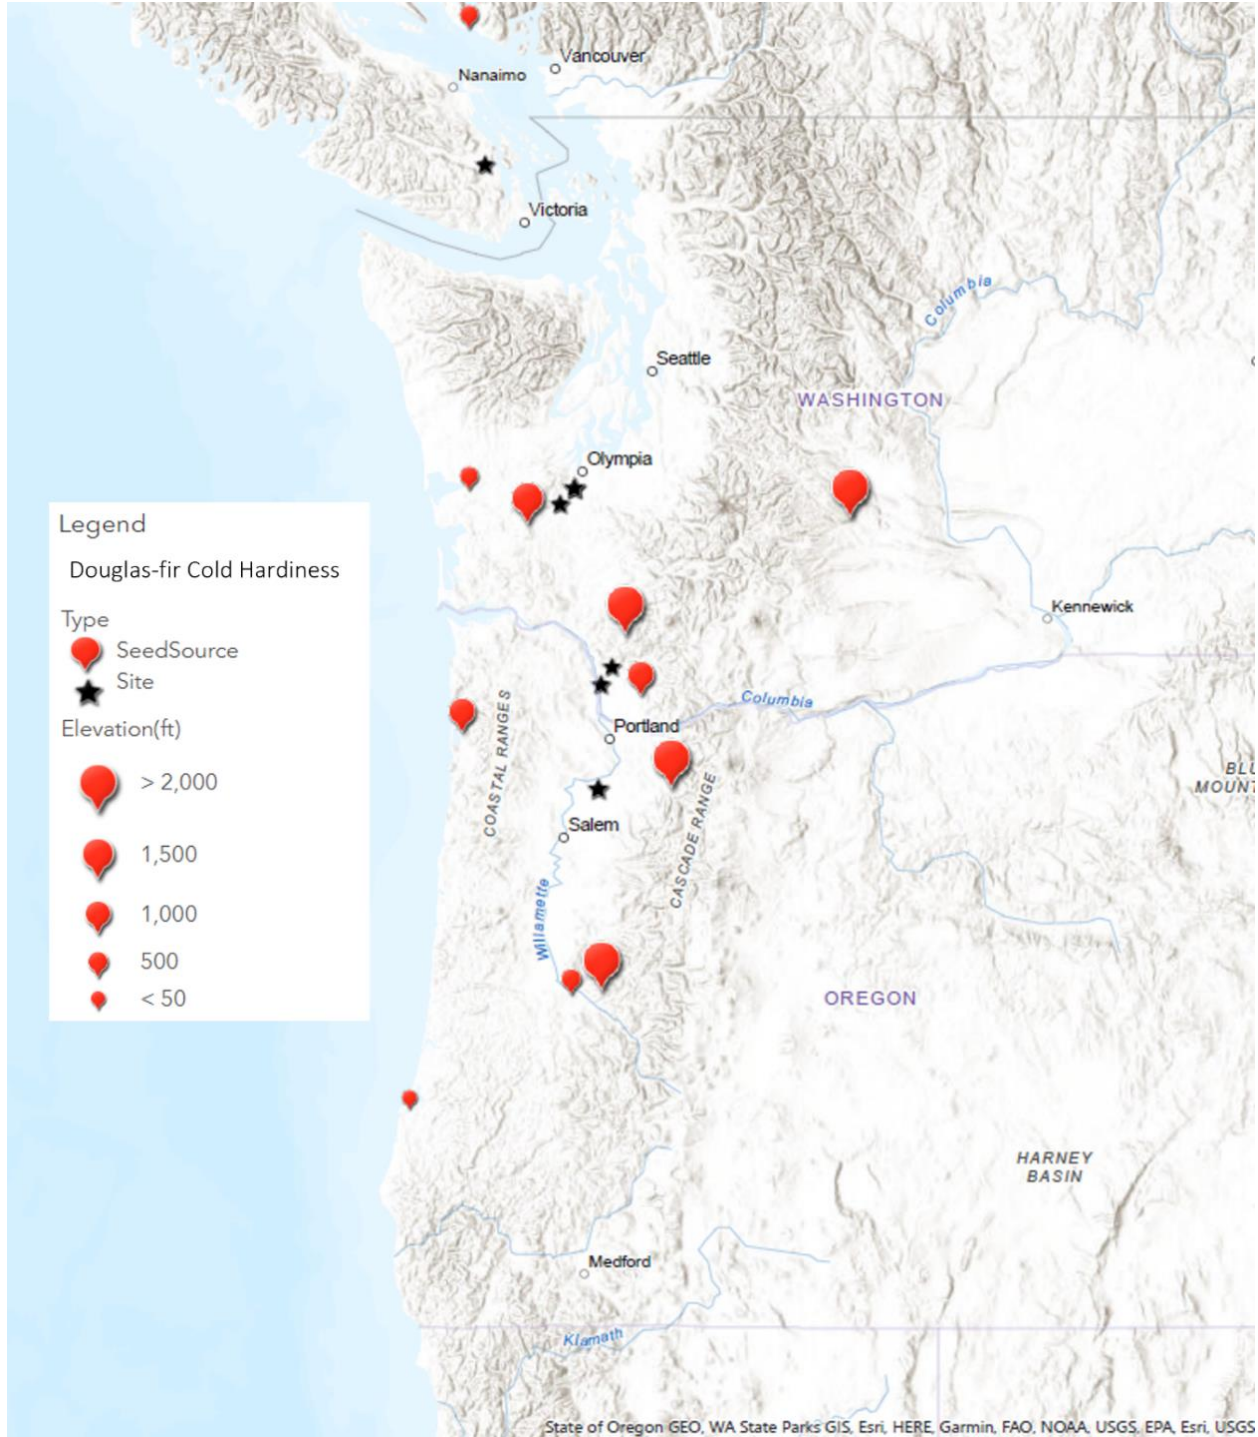 Vancouver
Nanaimo
Victoria
Columbia
Seattle
WASHINGTON
Olympia
Legend
Douglas-fir Cold Hardiness
Type
SeedSource
Site
Elevation(ft)
> 2,000
1,500
1,000
500
< 50
Kennewick
COASTAL RANGES
Columbia
Portland
CASCADE RANGE
BLU
MOUNT
Salem
Willamette
OREGON
HARNEY
BASIN
Medford
Klamath
State of Oregon GEO, WA State Parks GIS, Esri, HERE, Garmin, FAO, NOAA, USGS, EPA, Esri, USGS